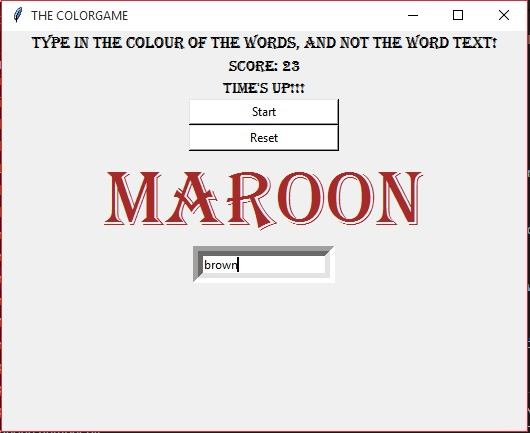 THE COLORGAME
TYPE IN THE COLOUR OF THE WORDS, AND NOT THE WORD TEXT!
SCORE: 23
TIME'S UP!!!
Start
Reset
MAROON
brown